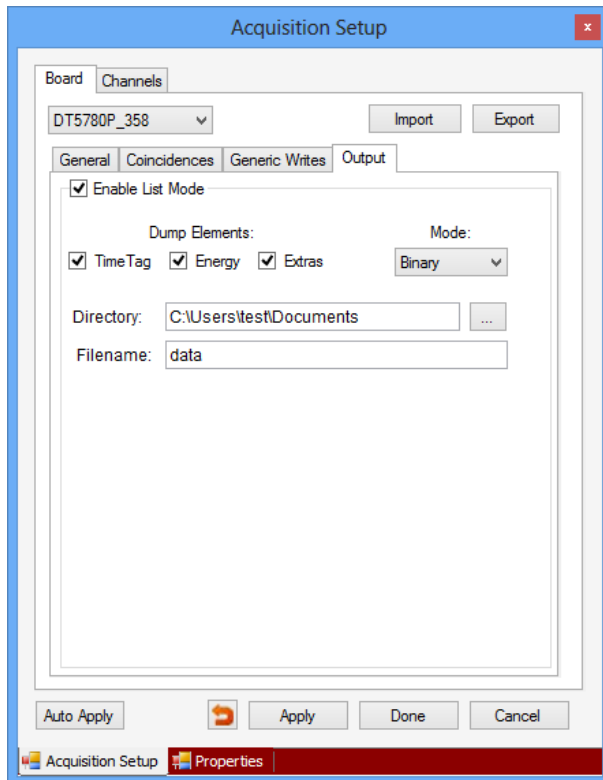 Acquisition Setup
x
Board Channels
DT5780P_358 Import Export
General Coincidences Generic Writes Output
Enable List Mode
Dump Elements: Mode:
TimeTag Energy Extras Binary
Directory: C:\Users\test\Documents ...
Filename: data
Auto Apply Apply Done Cancel
Acquisition Setup Properties